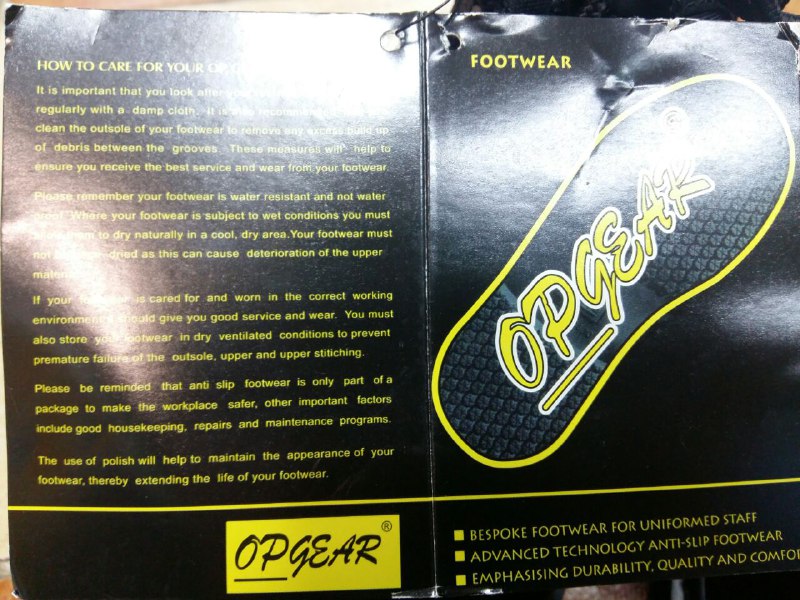 HOW TO CARE FOR YOUR
It is important that you look after
regularly with a damp cloth. It is also
clean the outsole of your footwear to remove any excess build up
of debris between the grooves. These measures will help to
ensure you receive the best service and wear from your footwear.
Please remember your footwear is water resistant and not water
proof. Where your footwear is subject to wet conditions you must
to dry naturally in a cool, dry area. Your footwear must
not dried as this can cause deterioration of the upper
If your is cared for and worn in the correct working
should give you good service and wear. You must
also store your footwear in dry ventilated conditions to prevent
premature failure of the outsole, upper and upper stitiching.
Please be reminded that anti slip footwear is only part of a
package to make the workplace safer, other important factors
include good housekeeping, repairs and maintenance programs.
The use of polish will help to maintain the appearance of your
footwear, thereby extending the life of your footwear.
OPGEAR®
FOOTWEAR
OPGEAR®
■ BESPOKE FOOTWEAR FOR UNIFORMED STAFF
■ ADVANCED TECHNOLOGY ANTI-SLIP FOOTWEAR
■ EMPHASISING DURABILITY, QUALITY AND COMFO